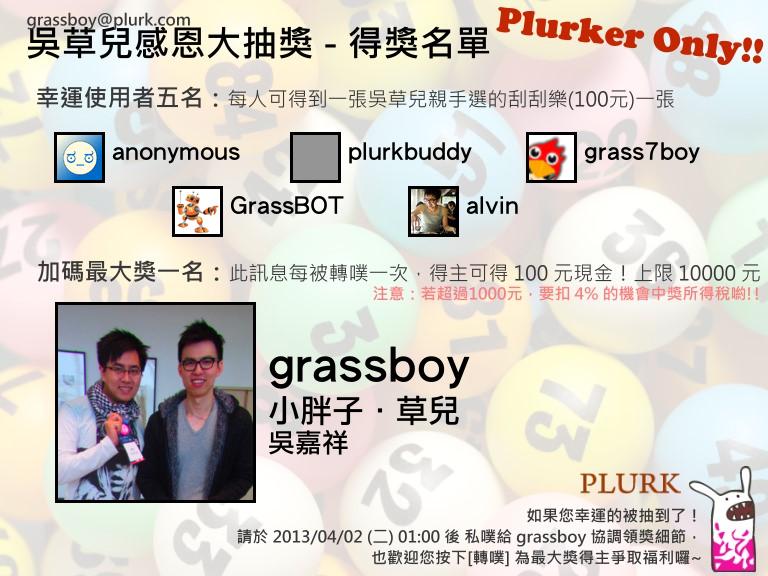 grassboy@plurk.com
吳草兒感恩大抽獎 - 得獎名單
Plurker Only!!
幸運使用者五名：每人可得到一張吳草兒親手選的刮刮樂(100元)一張
anonymous
plurkbuddy
grass7boy
GrassBOT
alvin
加碼最大獎一名：此訊息每被轉噗一次，得主可得 100 元現金！上限 10000 元
注意：若超過1000元，要扣 4% 的機會中獎所得稅喲!!
grassboy
小胖子．草兒
吳嘉祥
PLURK
如果您幸運的被抽到了！
請於 2013/04/02 (二) 01:00 後 私噗給 grassboy 協調領獎細節，
也歡迎您按下[轉噗] 為最大獎得主爭取福利囉~